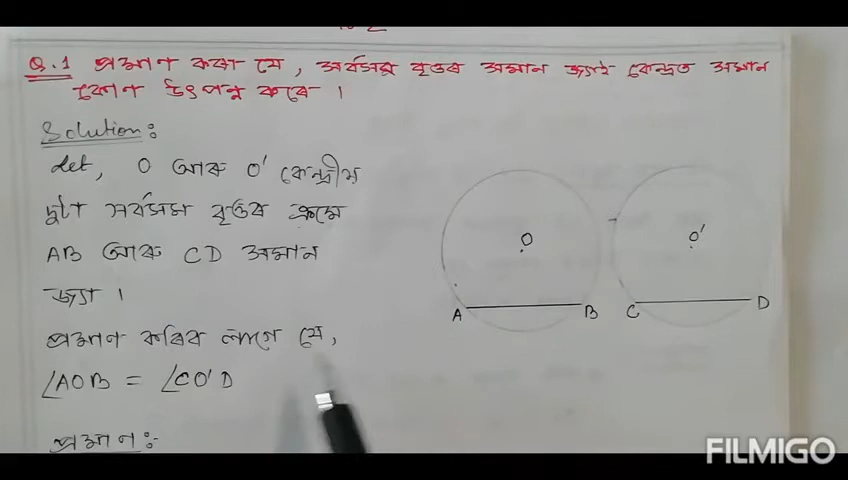 Q.1 প্ৰমাণ কৰা যে, সৰ্বসম বৃত্তৰ সমান জ্যাই কেন্দ্ৰত সমান
কোণ উৎপন্ন কৰে ।
Solution:
Let, O আৰু O' কেন্দ্ৰীয়
দুটা সৰ্বসম বৃত্তৰ ক্ৰমে
AB আৰু CD সমান
জ্যা ।
প্ৰমাণ কৰিব লাগে যে,
∠AOB = ∠CO'D
প্ৰমাণ:-
O O'
A B C D
FILMIGO